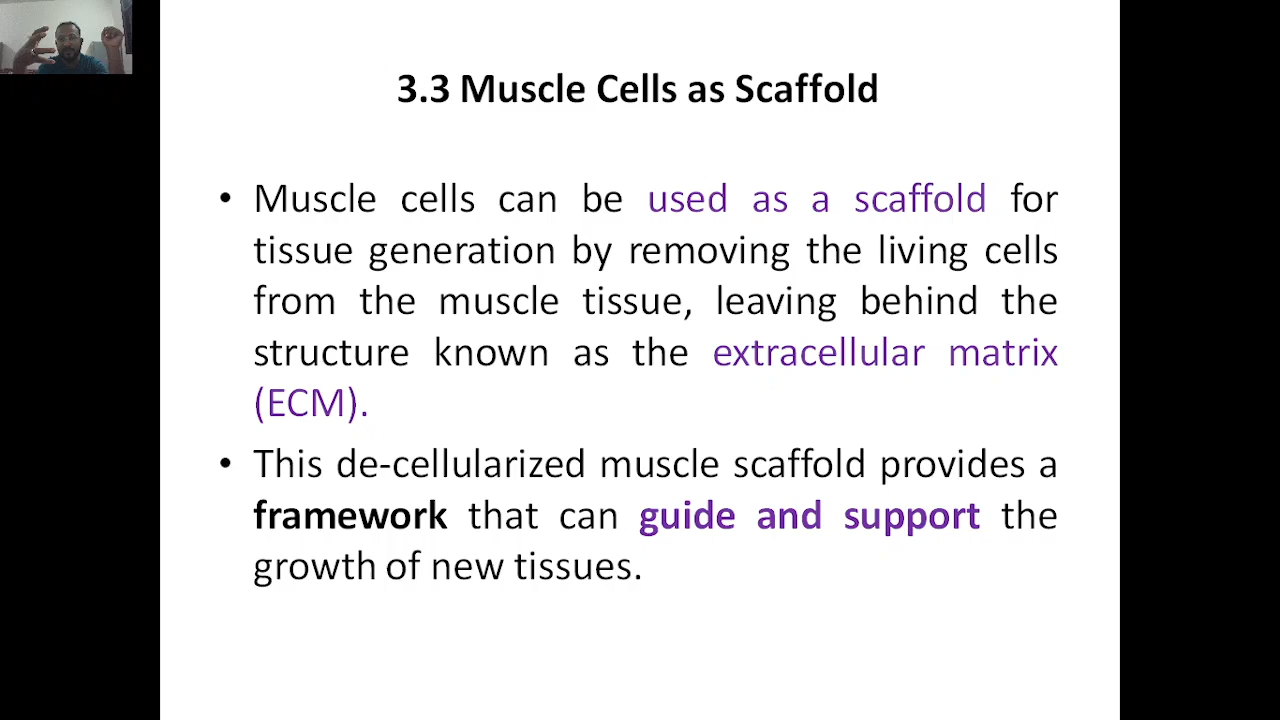 3.3 Muscle Cells as Scaffold
• Muscle cells can be used as a scaffold for
tissue generation by removing the living cells
from the muscle tissue, leaving behind the
structure known as the extracellular matrix
(ECM).
• This de-cellularized muscle scaffold provides a
framework that can guide and support the
growth of new tissues.